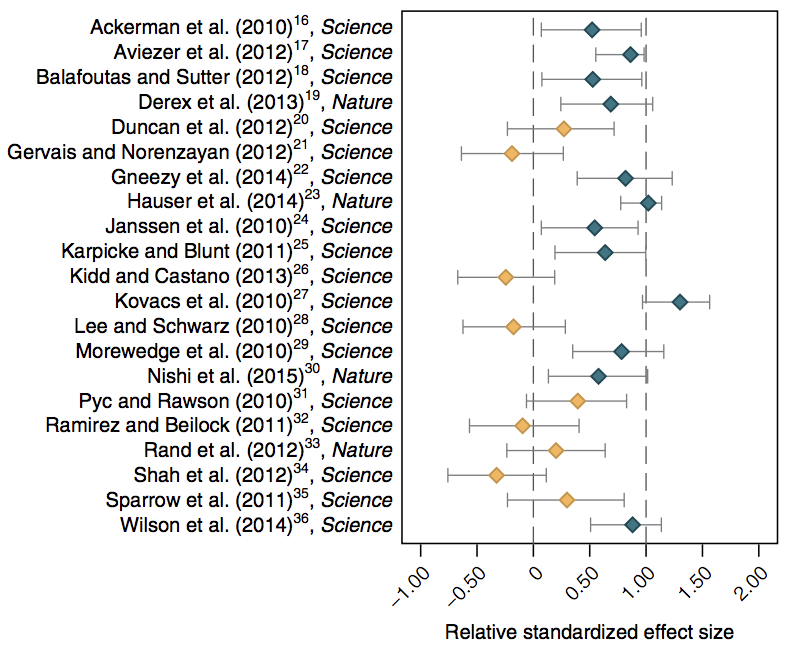 Ackerman et al. (2010)16, Science
Aviezer et al. (2012)17, Science
Balafoutas and Sutter (2012)18, Science
Derex et al. (2013)19, Nature
Duncan et al. (2012)20, Science
Gervais and Norenzayan (2012)21, Science
Gneezy et al. (2014)22, Science
Hauser et al. (2014)23, Nature
Janssen et al. (2010)24, Science
Karpicke and Blunt (2011)25, Science
Kidd and Castano (2013)26, Science
Kovacs et al. (2010)27, Science
Lee and Schwarz (2010)28, Science
Morewedge et al. (2010)29, Science
Nishi et al. (2015)30, Nature
Pyc and Rawson (2010)31, Science
Ramirez and Beilock (2011)32, Science
Rand et al. (2012)33, Nature
Shah et al. (2012)34, Science
Sparrow et al. (2011)35, Science
Wilson et al. (2014)36, Science
−1.00 −0.50 0 0.50 1.00 1.50 2.00
Relative standardized effect size